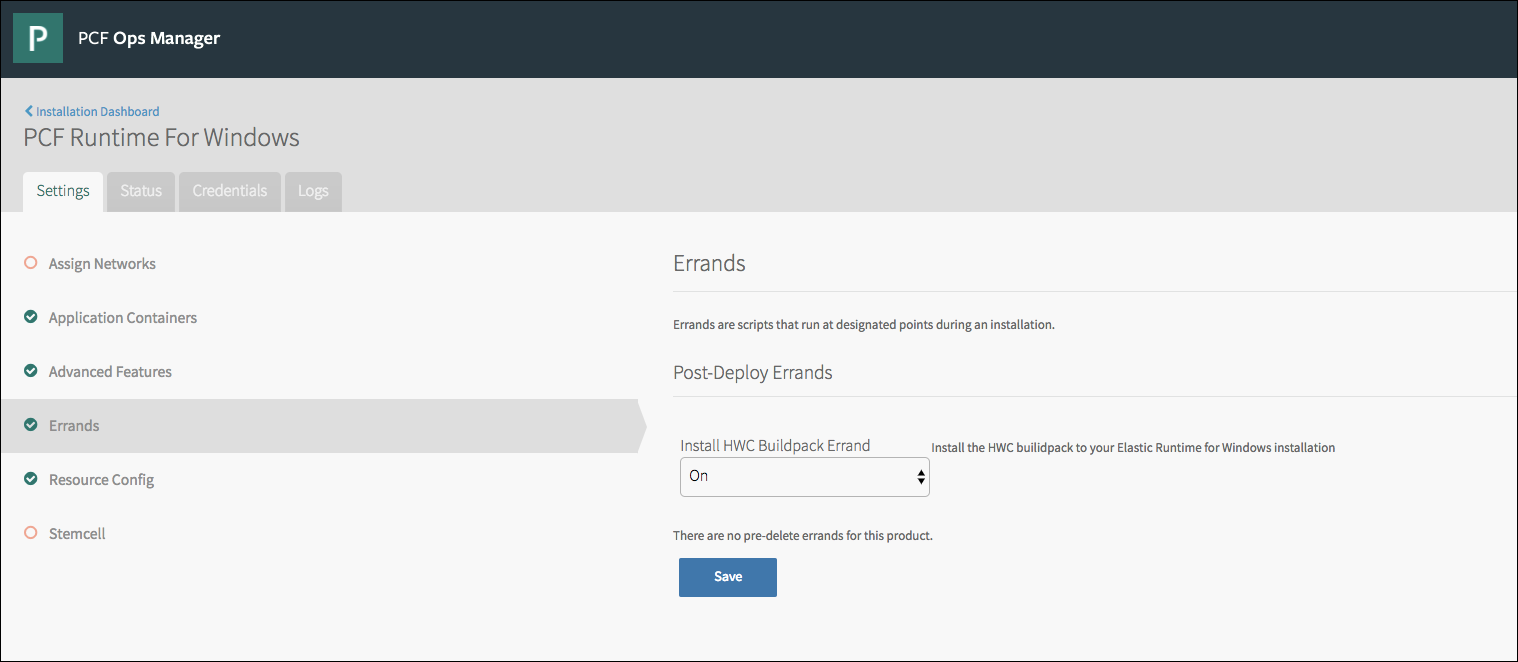 P
PCF Ops Manager
Installation Dashboard
PCF Runtime For Windows
Settings
Status
Credentials
Logs
Assign Networks
Application Containers
Advanced Features
Errands
Resource Config
Stemcell
Errands
Errands are scripts that run at designated points during an installation.
Post-Deploy Errands
Install HWC Buildpack Errand
Install the HWC builidpack to your Elastic Runtime for Windows installation
On
There are no pre-delete errands for this product.
Save